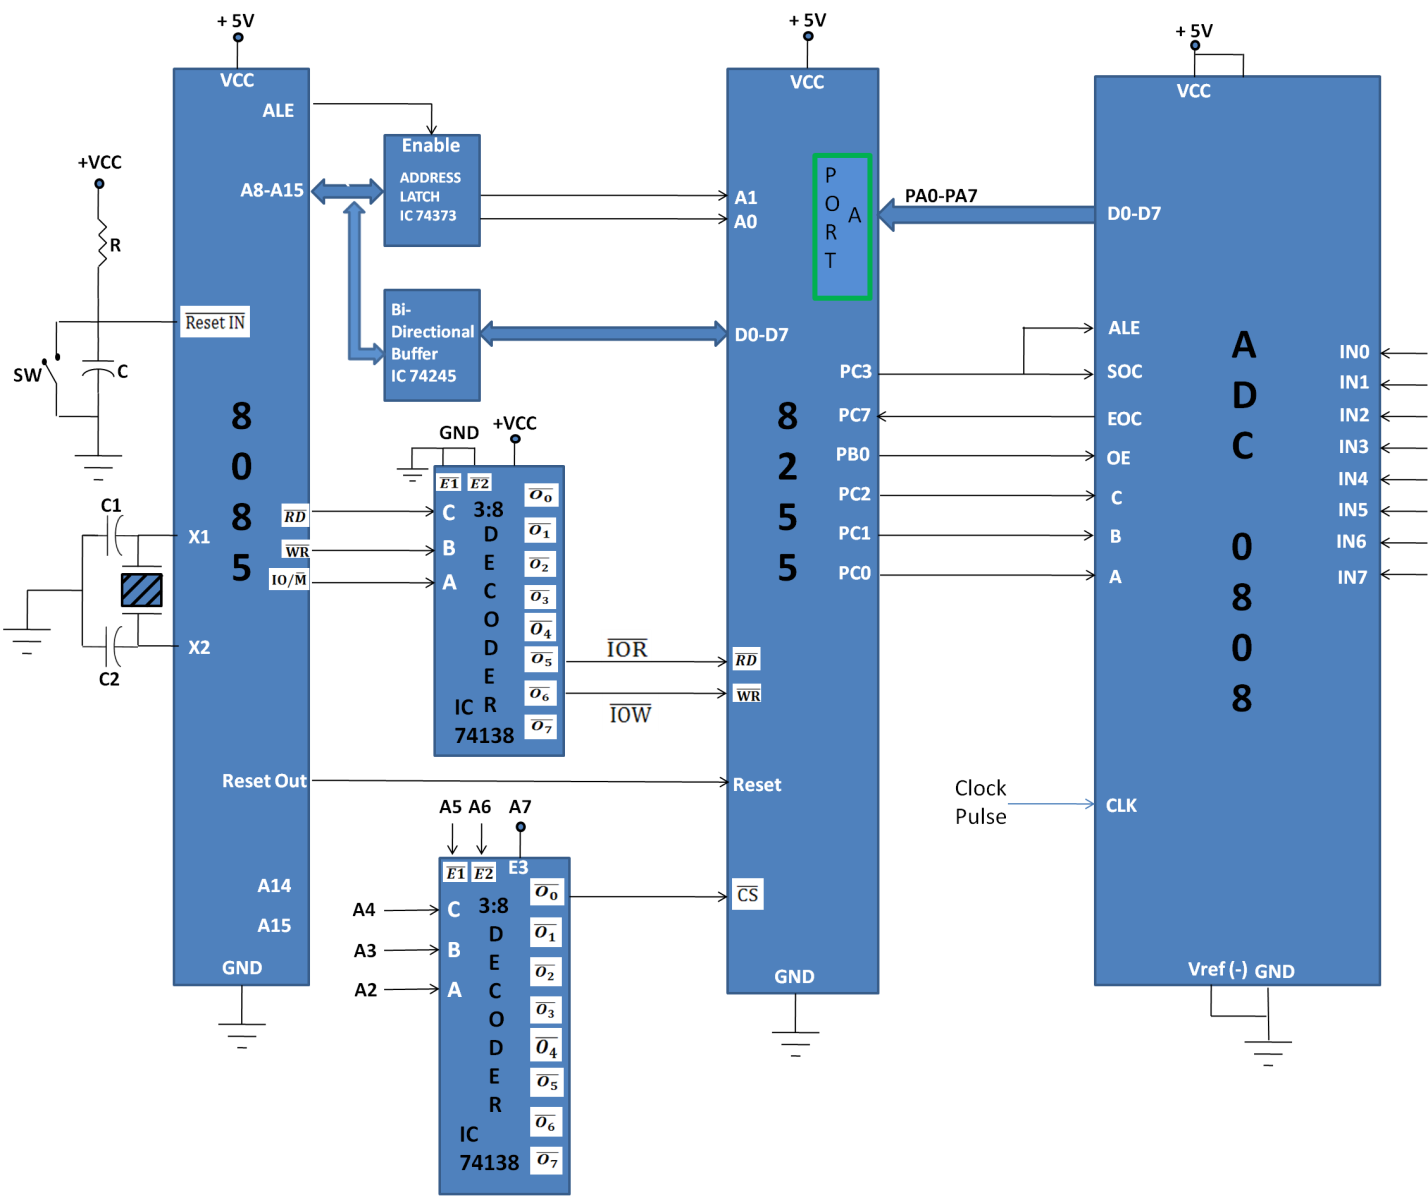 + 5V
VCC
ALE
A8-A15
+VCC
R
Reset IN
SW
C
8
0
8
5
C1
X1
X2
C2
RD
WR
IO/M
Reset Out
A14
A15
GND
Enable
ADDRESS
LATCH
IC 74373
Bi-
Directional
Buffer
IC 74245
GND
+VCC
E1 E2
C
B
A
3:8
D
E
C
O
D
E
R
IC
74138
O0
O1
O2
O3
O4
O5
O6
O7
IOR
IOW
A5 A6 A7
E1 E2 E3
A4
A3
A2
C
B
A
3:8
D
E
C
O
D
E
R
IC
74138
O0
O1
O2
O3
O4
O5
O6
O7
+ 5V
VCC
P
O
R
T
A
A1
A0
D0-D7
8
2
5
5
PC3
PC7
PB0
PC2
PC1
PC0
RD
WR
Reset
CS
GND
PA0-PA7
+ 5V
VCC
D0-D7
ALE
SOC
EOC
OE
C
B
A
A
D
C
0
8
0
8
IN0
IN1
IN2
IN3
IN4
IN5
IN6
IN7
Clock
Pulse
CLK
Vref (-) GND